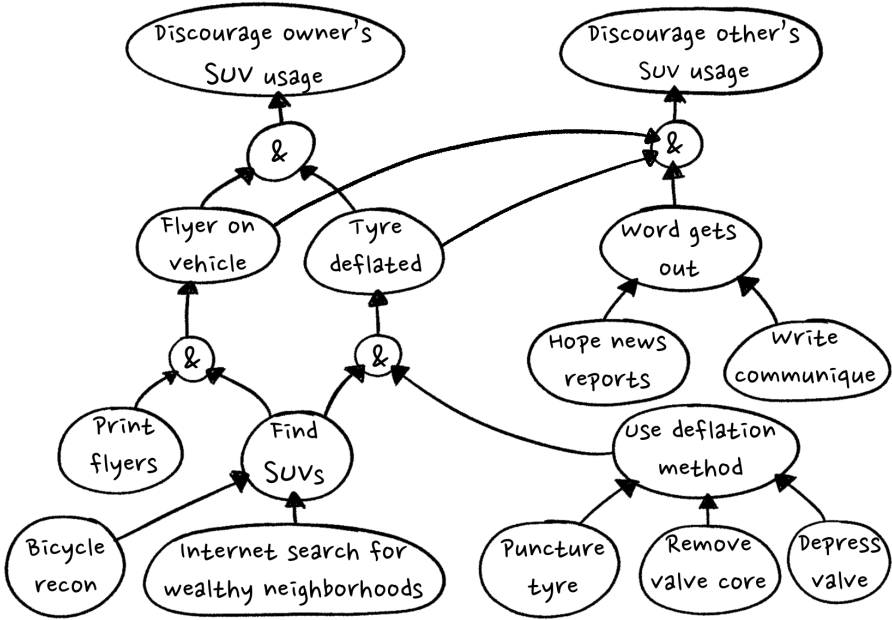 Discourage owner's
SUV usage
Discourage other's
SUV usage
&
&
Flyer on
vehicle
Tyre
deflated
Word gets
out
&
&
Hope news
reports
Write
communique
Print
flyers
Find
SUVs
Use deflation
method
Bicycle
recon
Internet search for
wealthy neighborhoods
Puncture
tyre
Remove
valve core
Depress
valve